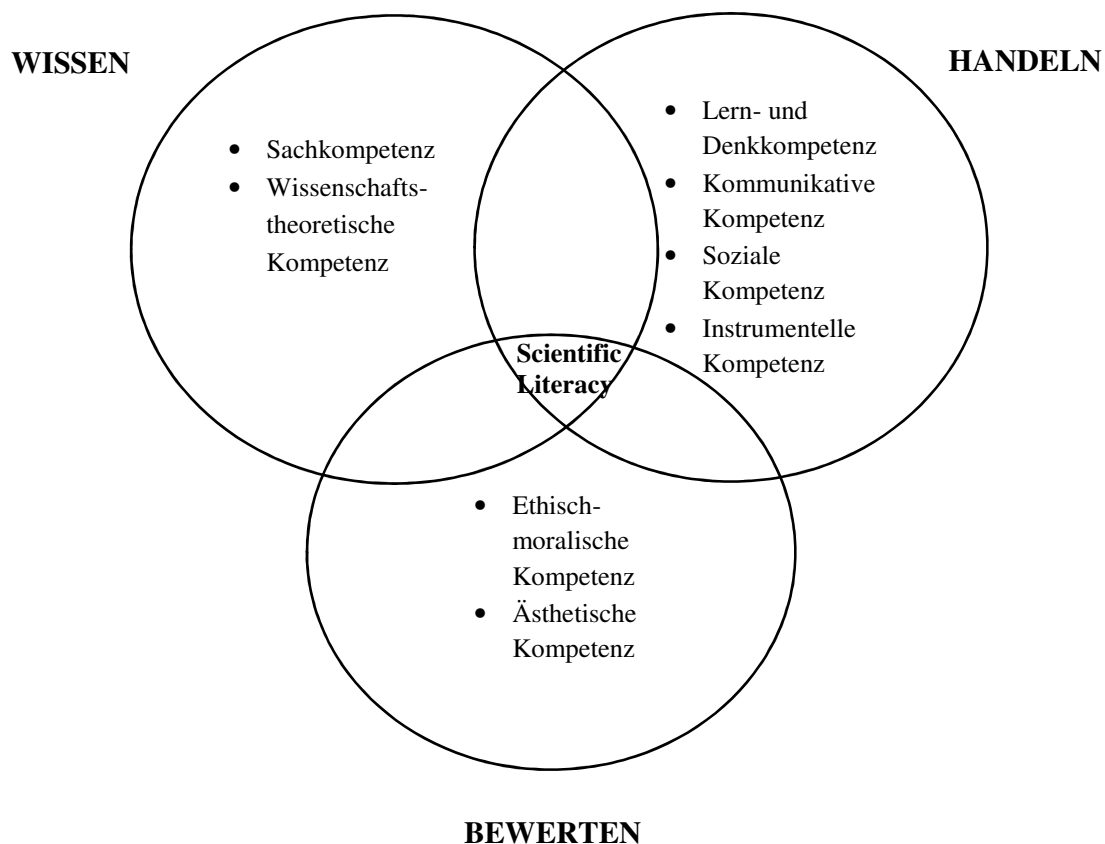 WISSEN
HANDELN
• Sachkompetenz
• Wissenschafts-
theoretische
Kompetenz
• Lern- und
Denkkompetenz
• Kommunikative
Kompetenz
• Soziale
Kompetenz
• Instrumentelle
Kompetenz
Scientific
Literacy
• Ethisch-
moralische
Kompetenz
• Ästhetische
Kompetenz
BEWERTEN